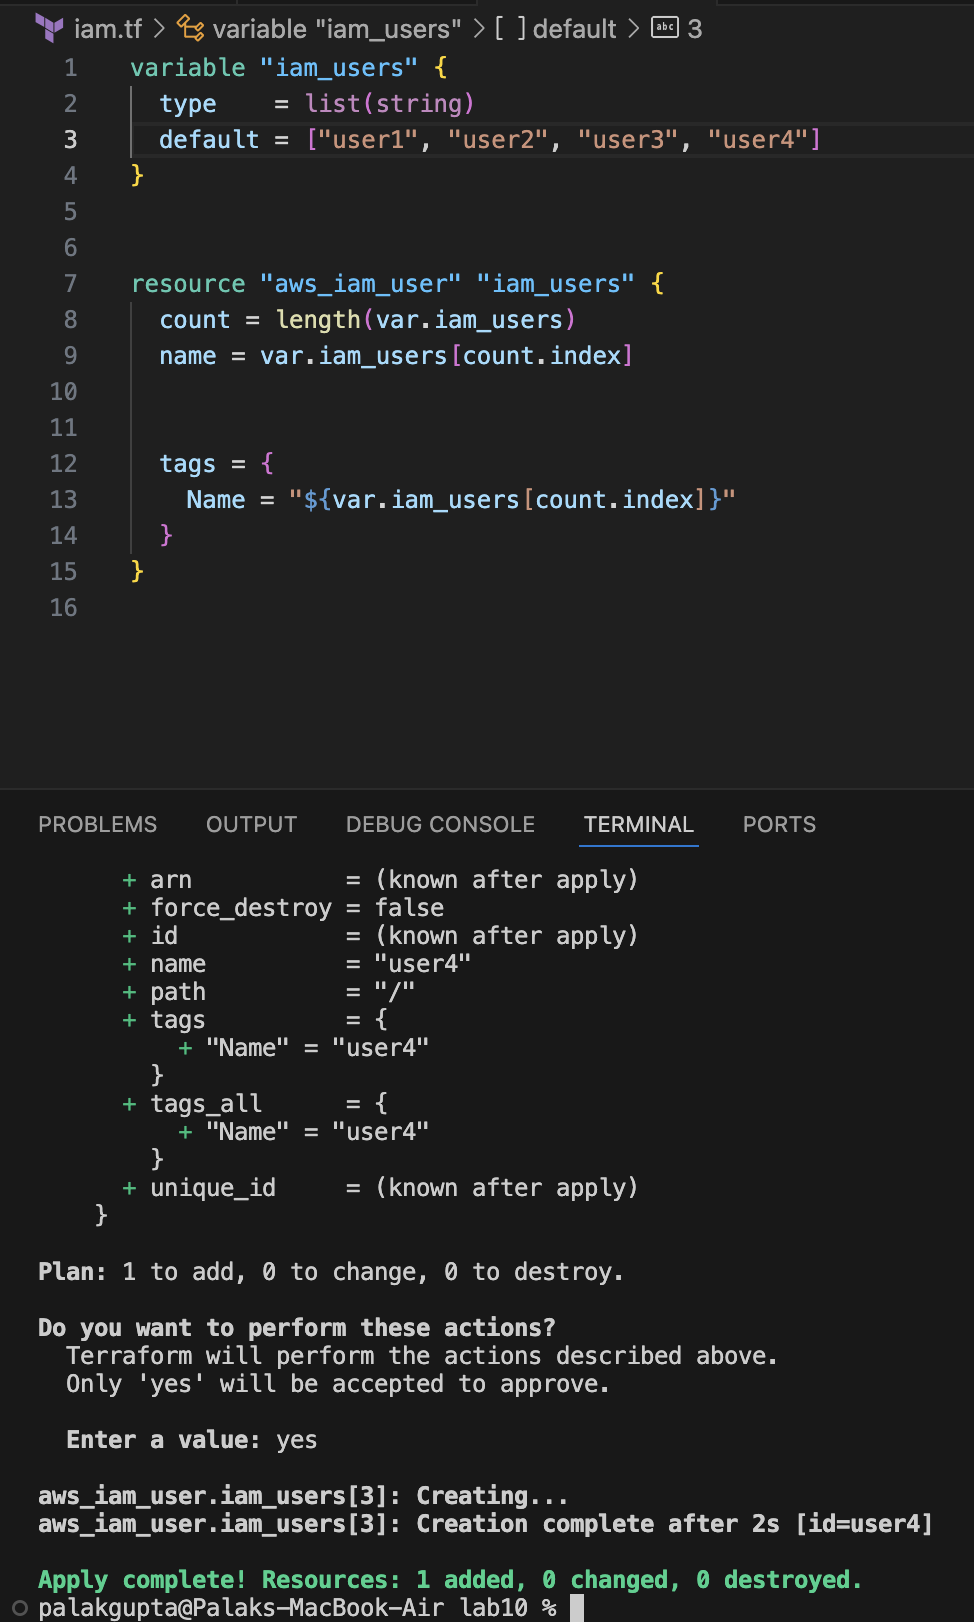 iam.tf > variable "iam_users" > [ ] default > abc 3
1 variable "iam_users" {
2   type    = list(string)
3   default = ["user1", "user2", "user3", "user4"]
4 }
5
6
7 resource "aws_iam_user" "iam_users" {
8   count = length(var.iam_users)
9   name = var.iam_users[count.index]
10
11
12   tags = {
13     Name = "${var.iam_users[count.index]}"
14   }
15 }
16
PROBLEMS OUTPUT DEBUG CONSOLE TERMINAL PORTS
      + arn           = (known after apply)
      + force_destroy = false
      + id            = (known after apply)
      + name          = "user4"
      + path          = "/"
      + tags          = {
          + "Name" = "user4"
        }
      + tags_all      = {
          + "Name" = "user4"
        }
      + unique_id     = (known after apply)
    }
Plan: 1 to add, 0 to change, 0 to destroy.
Do you want to perform these actions?
  Terraform will perform the actions described above.
  Only 'yes' will be accepted to approve.
  Enter a value: yes
aws_iam_user.iam_users[3]: Creating...
aws_iam_user.iam_users[3]: Creation complete after 2s [id=user4]
Apply complete! Resources: 1 added, 0 changed, 0 destroyed.
palakgupta@Palaks-MacBook-Air lab10 %